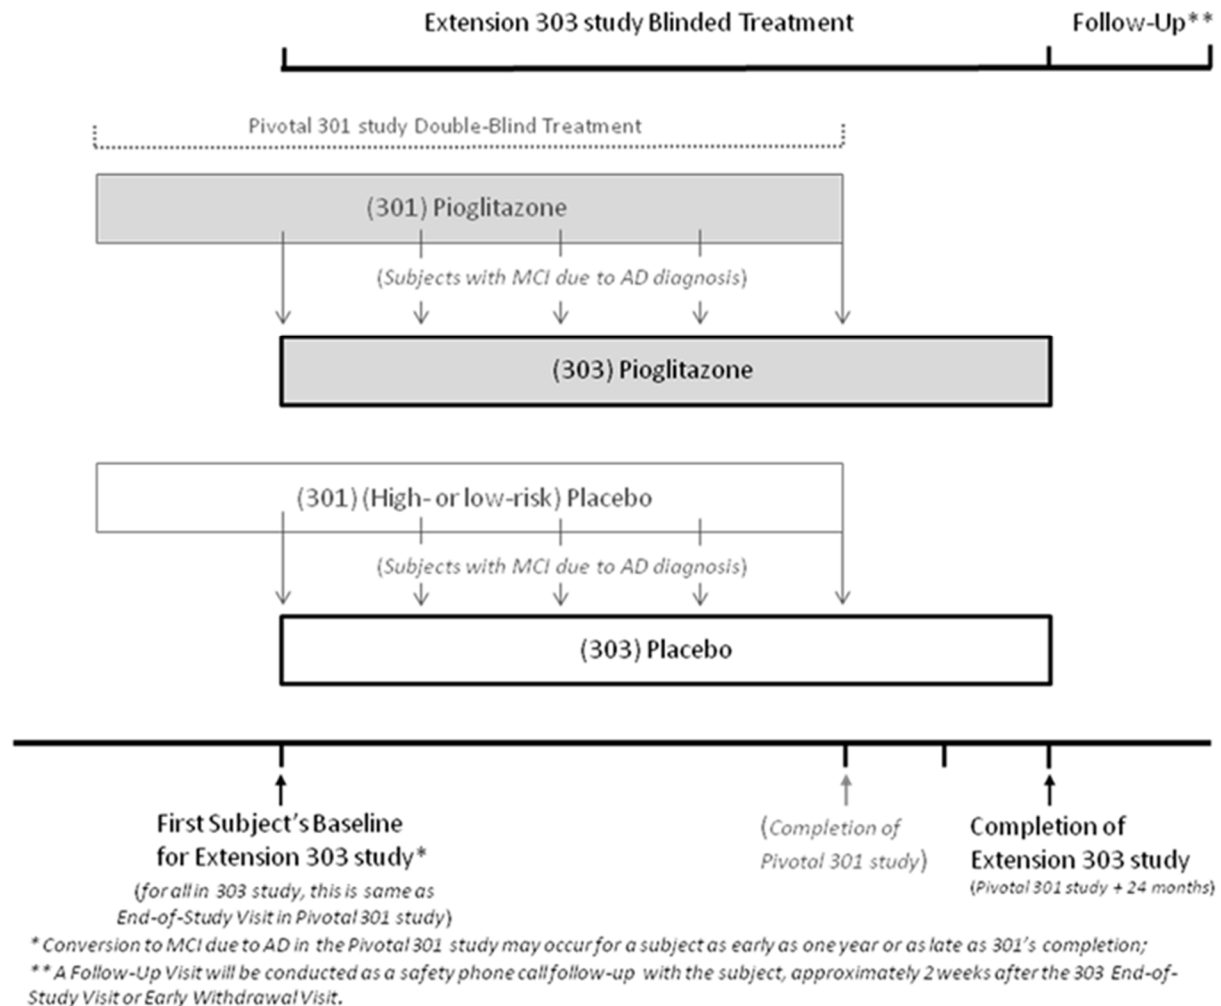 Extension 303 study Blinded Treatment
Follow-Up**
Pivotal 301 study Double-Blind Treatment
(301) Pioglitazone
(Subjects with MCI due to AD diagnosis)
(303) Pioglitazone
(301) (High- or low-risk) Placebo
(Subjects with MCI due to AD diagnosis)
(303) Placebo
First Subject's Baseline
for Extension 303 study*
(for all in 303 study, this is same as
End-of-Study Visit in Pivotal 301 study)
(Completion of
Pivotal 301 study)
Completion of
Extension 303 study
(Pivotal 301 study + 24 months)
* Conversion to MCI due to AD in the Pivotal 301 study may occur for a subject as early as one year or as late as 301's completion;
** A Follow-Up Visit will be conducted as a safety phone call follow-up with the subject, approximately 2 weeks after the 303 End-of-
Study Visit or Early Withdrawal Visit.